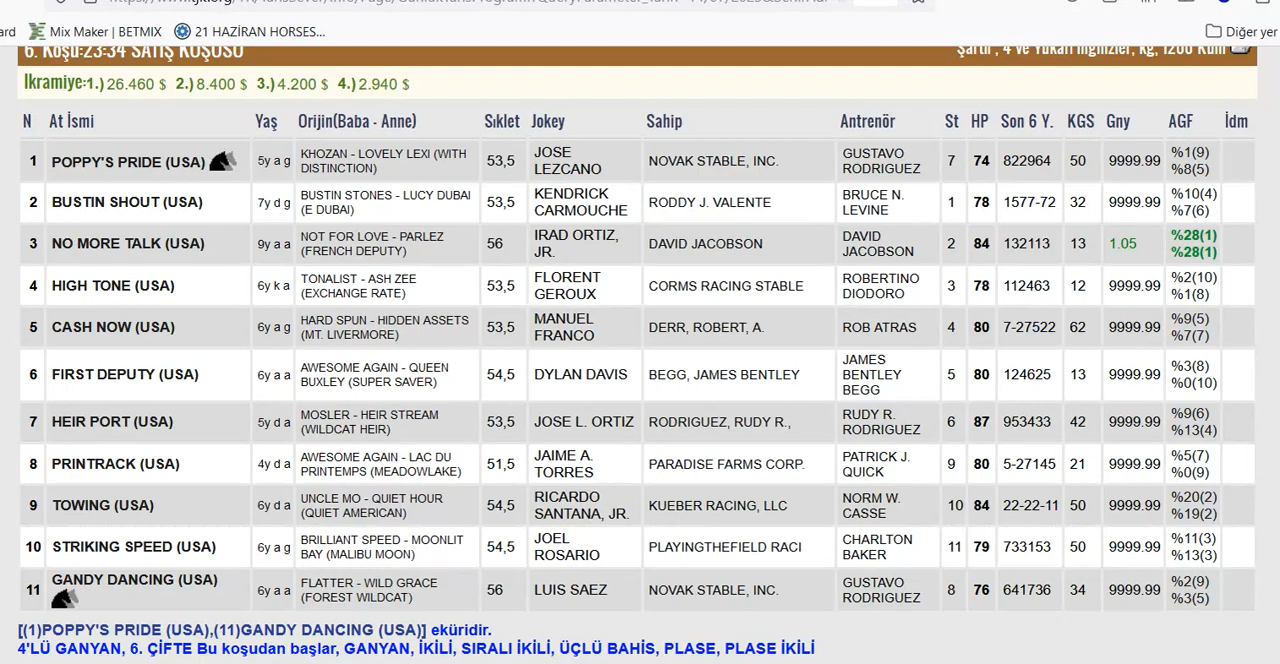 Mix Maker | BETMIX 21 HAZİRAN HORSES... Diğer yer
6. Koşu:23:34 SATIŞ KOŞUSU Şartlı , 4 ve Yukarı İngilizler, kg, 1200 Kum
İkramiye:1.) 26.460 $ 2.) 8.400 $ 3.) 4.200 $ 4.) 2.940 $
N At İsmi Yaş Orijin(Baba - Anne) Sıklet Jokey Sahip Antrenör St HP Son 6 Y. KGS Gny AGF İdm
1 POPPY'S PRIDE (USA) 5y a g KHOZAN - LOVELY LEXI (WITH DISTINCTION) 53,5 JOSE LEZCANO NOVAK STABLE, INC. GUSTAVO RODRIGUEZ 7 74 822964 50 9999.99 %1(9) %8(5)
2 BUSTIN SHOUT (USA) 7y d g BUSTIN STONES - LUCY DUBAI (E DUBAI) 53,5 KENDRICK CARMOUCHE RODDY J. VALENTE BRUCE N. LEVINE 1 78 1577-72 32 9999.99 %10(4) %7(6)
3 NO MORE TALK (USA) 9y a a NOT FOR LOVE - PARLEZ (FRENCH DEPUTY) 56 IRAD ORTIZ, JR. DAVID JACOBSON DAVID JACOBSON 2 84 132113 13 1.05 %28(1) %28(1)
4 HIGH TONE (USA) 6y k a TONALIST - ASH ZEE (EXCHANGE RATE) 53,5 FLORENT GEROUX CORMS RACING STABLE ROBERTINO DIODORO 3 78 112463 12 9999.99 %2(10) %1(8)
5 CASH NOW (USA) 6y a g HARD SPUN - HIDDEN ASSETS (MT. LIVERMORE) 53,5 MANUEL FRANCO DERR, ROBERT, A. ROB ATRAS 4 80 7-27522 62 9999.99 %9(5) %7(7)
6 FIRST DEPUTY (USA) 6y a a AWESOME AGAIN - QUEEN BUXLEY (SUPER SAVER) 54,5 DYLAN DAVIS BEGG, JAMES BENTLEY JAMES BENTLEY BEGG 5 80 124625 13 9999.99 %3(8) %0(10)
7 HEIR PORT (USA) 5y d a MOSLER - HEIR STREAM (WILDCAT HEIR) 53,5 JOSE L. ORTIZ RODRIGUEZ, RUDY R., RUDY R. RODRIGUEZ 6 87 953433 42 9999.99 %9(6) %13(4)
8 PRINTRACK (USA) 4y d a AWESOME AGAIN - LAC DU PRINTEMPS (MEADOWLAKE) 51,5 JAIME A. TORRES PARADISE FARMS CORP. PATRICK J. QUICK 9 80 5-27145 21 9999.99 %5(7) %0(9)
9 TOWING (USA) 6y d a UNCLE MO - QUIET HOUR (QUIET AMERICAN) 54,5 RICARDO SANTANA, JR. KUEBER RACING, LLC NORM W. CASSE 10 84 22-22-11 50 9999.99 %20(2) %19(2)
10 STRIKING SPEED (USA) 6y a g BRILLIANT SPEED - MOONLIT BAY (MALIBU MOON) 54,5 JOEL ROSARIO PLAYINGTHEFIELD RACI CHARLTON BAKER 11 79 733153 50 9999.99 %11(3) %13(3)
11 GANDY DANCING (USA) 6y a a FLATTER - WILD GRACE (FOREST WILDCAT) 56 LUIS SAEZ NOVAK STABLE, INC. GUSTAVO RODRIGUEZ 8 76 641736 34 9999.99 %2(9) %3(5)
[(1)POPPY'S PRIDE (USA),(11)GANDY DANCING (USA)] eküridir.
4'LÜ GANYAN, 6. ÇİFTE Bu koşudan başlar, GANYAN, İKİLİ, SIRALI İKİLİ, ÜÇLÜ BAHİS, PLASE, PLASE İKİLİ